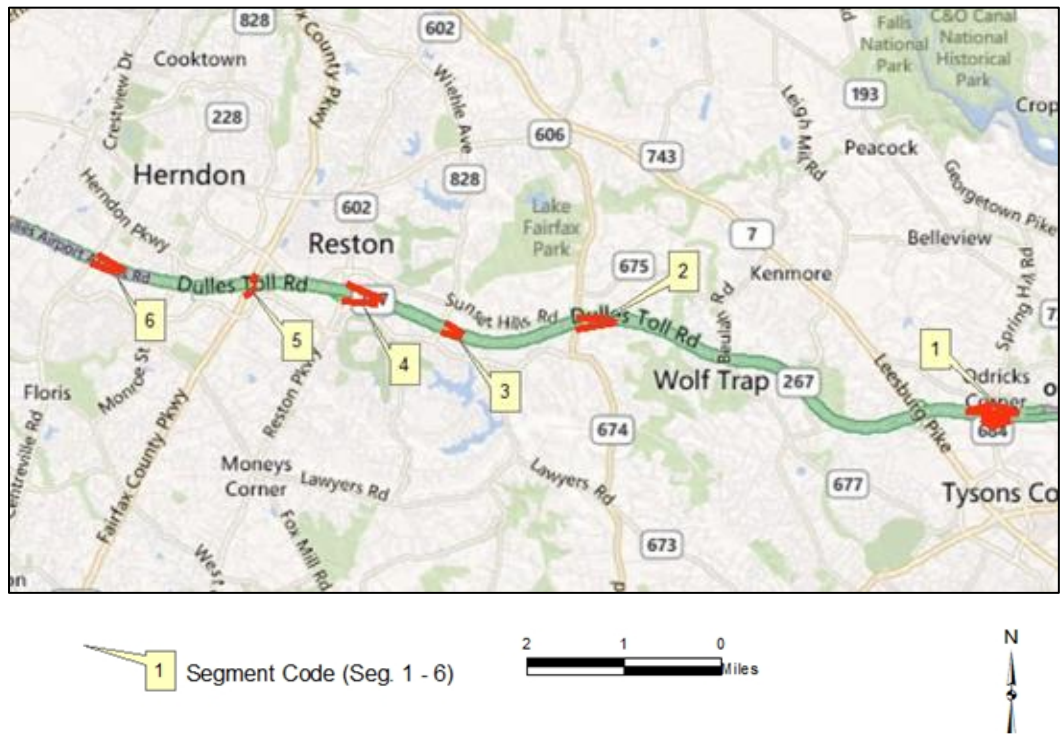 828
602
Falls
National
Park
C&O Canal
National
Historical
Park
Cooktown
Crestview Dr
County Pkwy
Wiehle Ave
193
Leigh Mill Rd
228
606
743
Peacock
Herndon
828
Georgetown Pike
Herndon Pkwy
602
Lake
Fairfax
Park
7
Belleview
Reston
675
2
Kenmore
Spring Hill Rd
Dulles Toll Rd
Sunset Hills Rd
Dulles Toll Rd
Beulah Rd
6
5
4
3
1
Wolf Trap
267
Leesburg Pike
Floris
Monroe St
Reston Pkwy
684
674
Centreville Rd
Fairfax County Pkwy
Moneys
Corner
Lawyers Rd
Lawyers Rd
677
Tysons Co
Fox Mill Rd
673
West
on
2 1 0
Miles
N
1 Segment Code (Seg. 1 - 6)